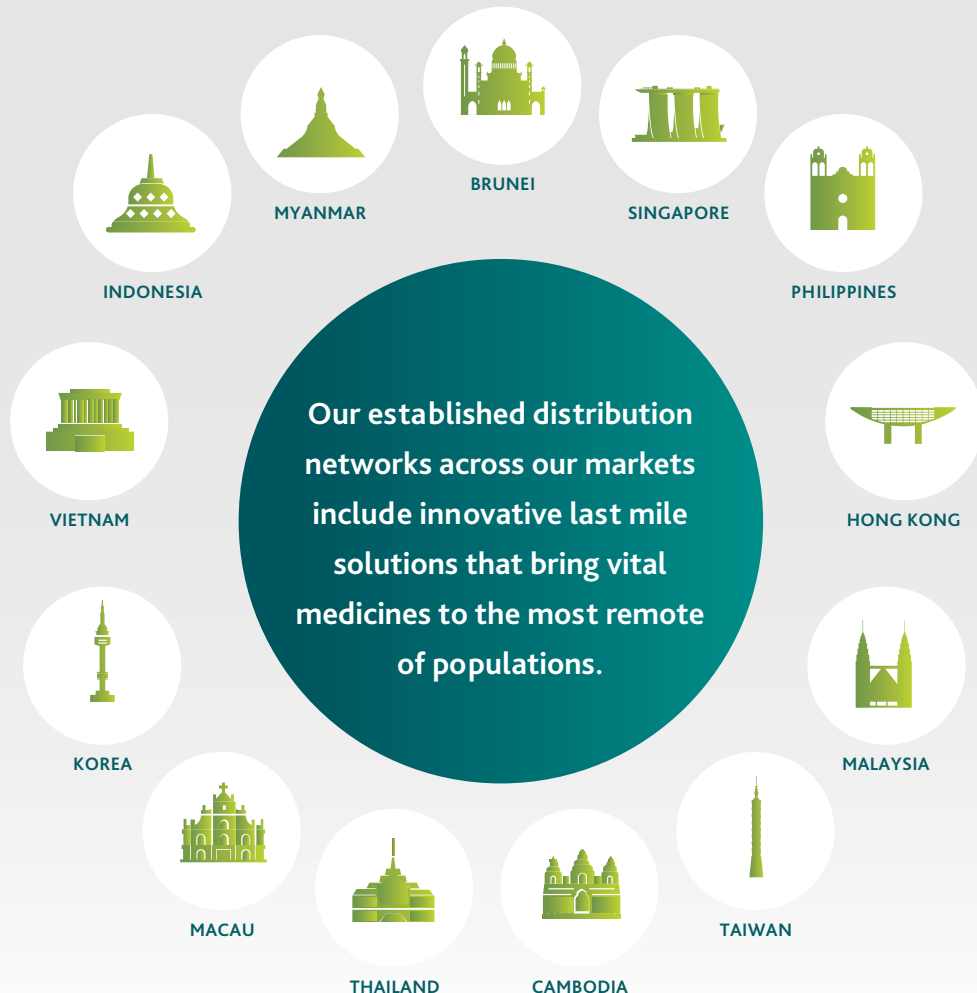 BRUNEI
MYANMAR
SINGAPORE
INDONESIA
PHILIPPINES
Our established distribution
networks across our markets
include innovative last mile
solutions that bring vital
medicines to the most remote
of populations.
VIETNAM
HONG KONG
KOREA
MALAYSIA
MACAU
TAIWAN
THAILAND
CAMBODIA